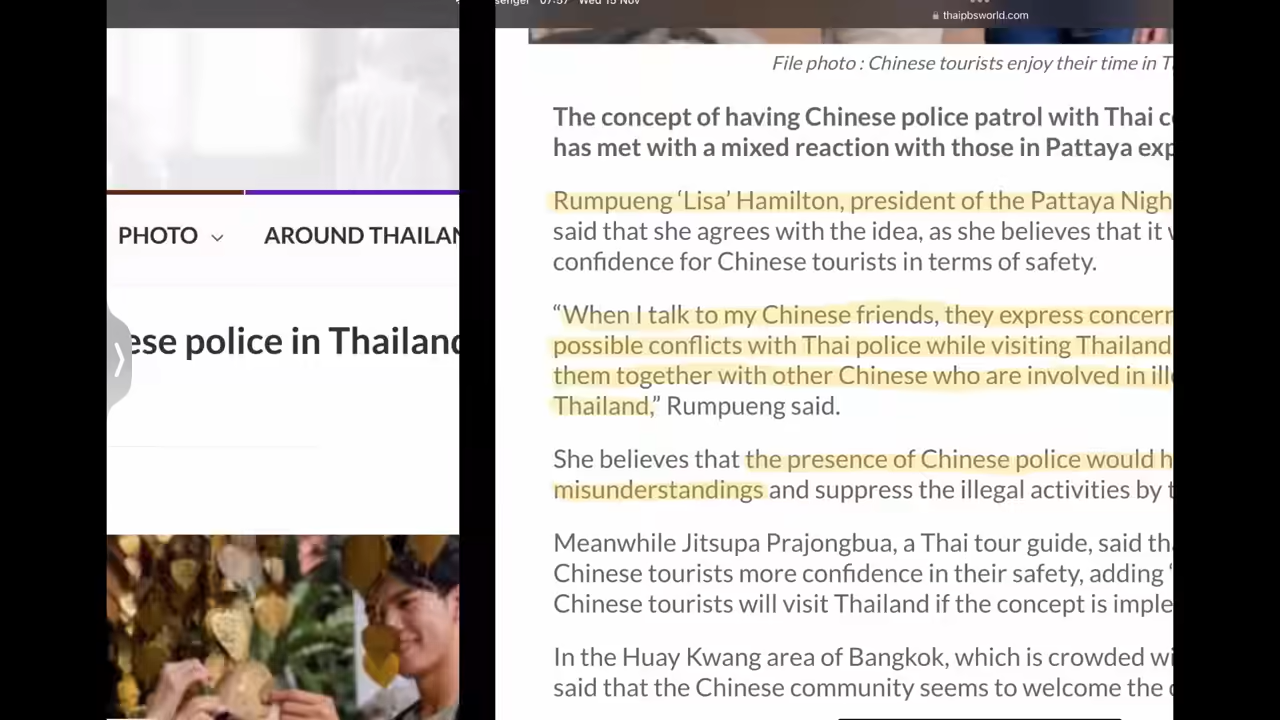 07:57 Wed 15 Nov
thaipbsworld.com
PHOTO
AROUND THAILAN
ese police in Thailand
File photo : Chinese tourists enjoy their time in T
The concept of having Chinese police patrol with Thai c
has met with a mixed reaction with those in Pattaya exp
Rumpueng ‘Lisa’ Hamilton, president of the Pattaya Nigh
said that she agrees with the idea, as she believes that it w
confidence for Chinese tourists in terms of safety.
“When I talk to my Chinese friends, they express concern
possible conflicts with Thai police while visiting Thailand
them together with other Chinese who are involved in ille
Thailand,” Rumpueng said.
She believes that the presence of Chinese police would h
misunderstandings and suppress the illegal activities by t
Meanwhile Jitsupa Prajongbua, a Thai tour guide, said tha
Chinese tourists more confidence in their safety, adding ‘
Chinese tourists will visit Thailand if the concept is imple
In the Huay Kwang area of Bangkok, which is crowded wi
said that the Chinese community seems to welcome the c